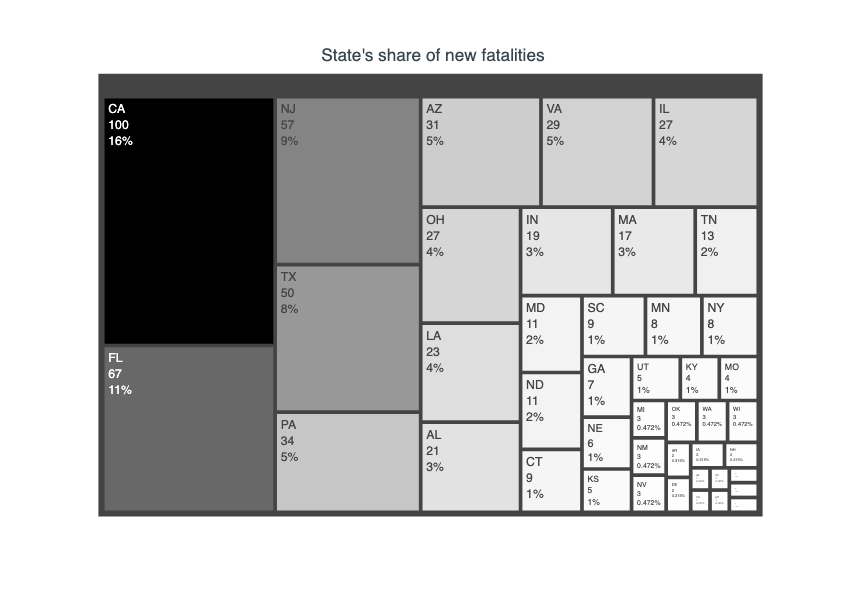 State's share of new fatalities
CA
100
16%
FL
67
11%
NJ
57
9%
TX
50
8%
PA
34
5%
AZ
31
5%
VA
29
5%
IL
27
4%
OH
27
4%
LA
23
4%
AL
21
3%
IN
19
3%
MA
17
3%
TN
13
2%
MD
11
2%
ND
11
2%
CT
9
1%
SC
9
1%
MN
8
1%
NY
8
1%
GA
7
1%
NE
6
1%
KS
5
1%
UT
5
1%
KY
4
1%
MO
4
1%
MI
3
0.472%
NM
3
0.472%
NV
3
0.472%
OK
3
0.472%
WA
3
0.472%
WI
3
0.472%
2
0.315%
DE
2
0.315%
IA
2
0.315%
NH
2
0.315%